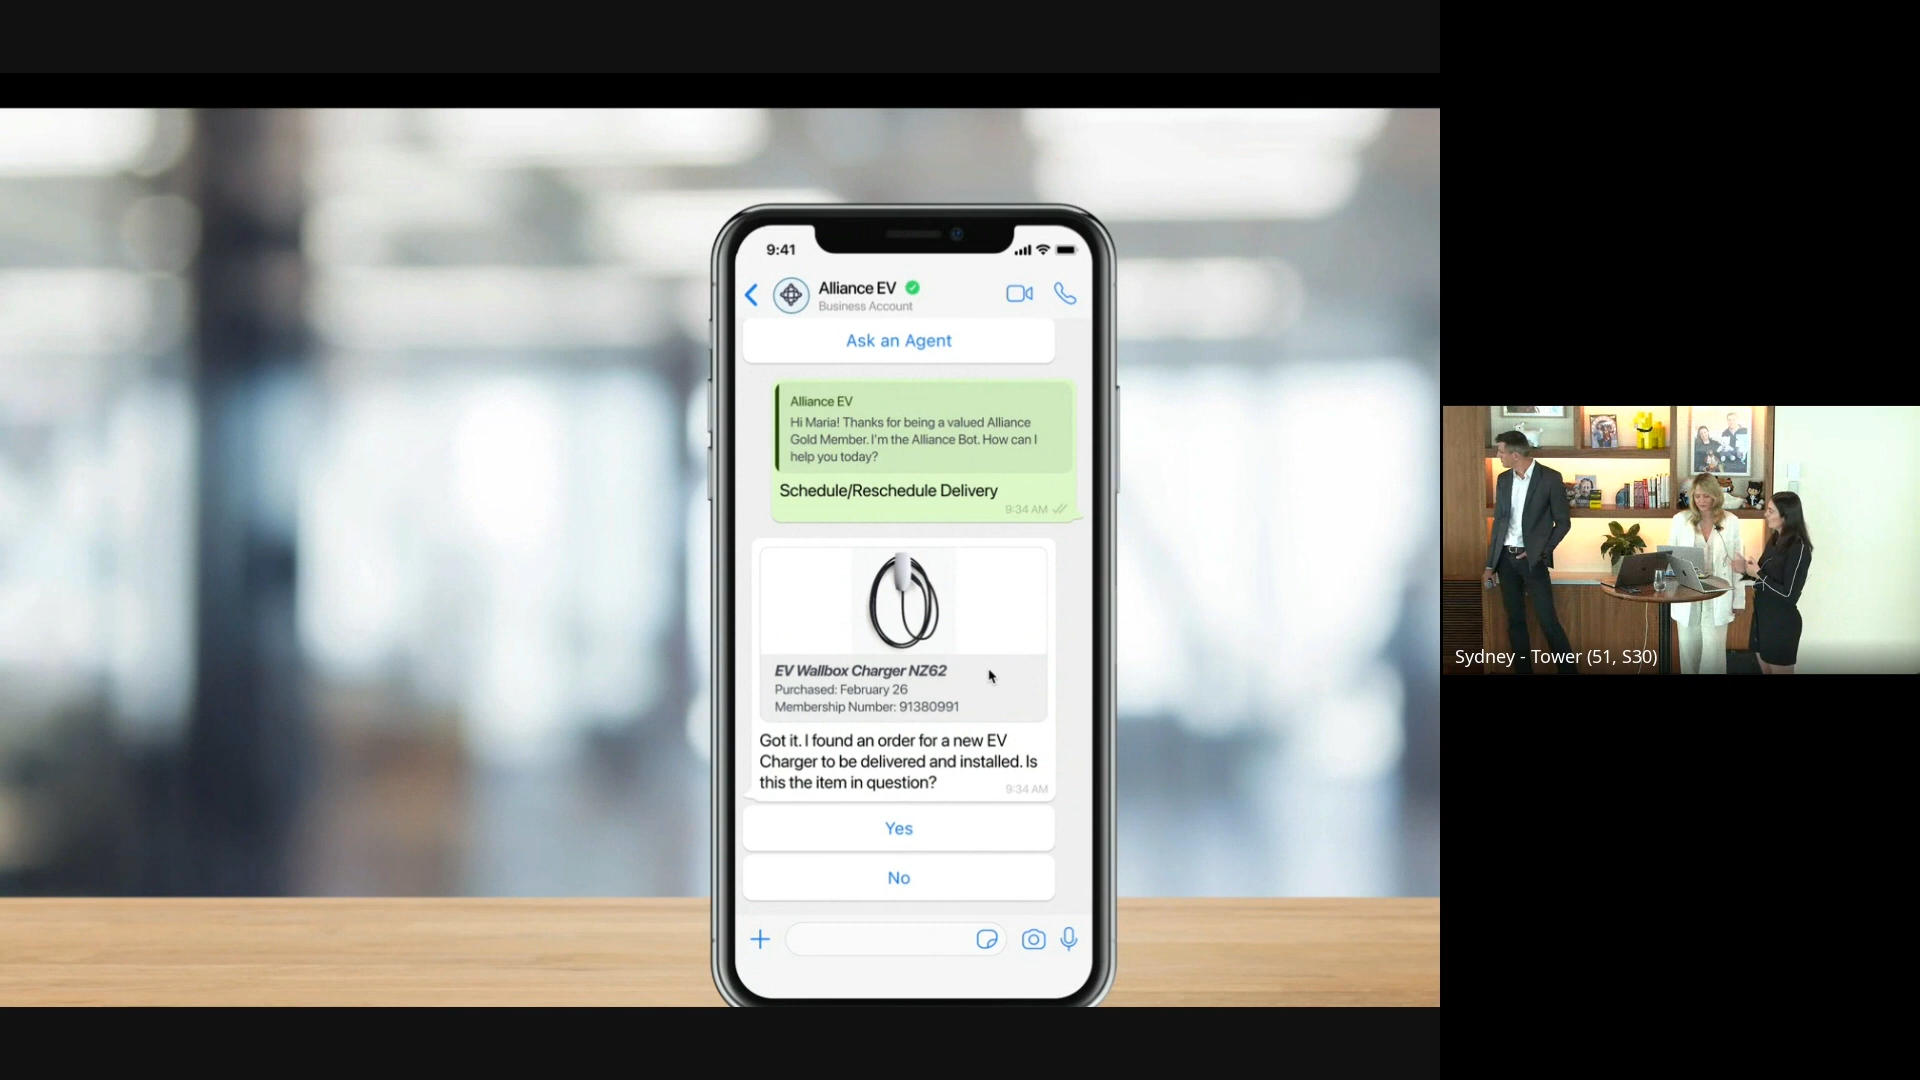 9:41
Alliance EV
Business Account
Ask an Agent
Alliance EV
Hi Maria! Thanks for being a valued Alliance
Gold Member. I'm the Alliance Bot. How can I
help you today?
Schedule/Reschedule Delivery
9:34 AM
EV Wallbox Charger NZ62
Purchased: February 26
Membership Number: 91380991
Got it. I found an order for a new EV
Charger to be delivered and installed. Is
this the item in question?
9:34 AM
Yes
No
Sydney - Tower (51, S30)